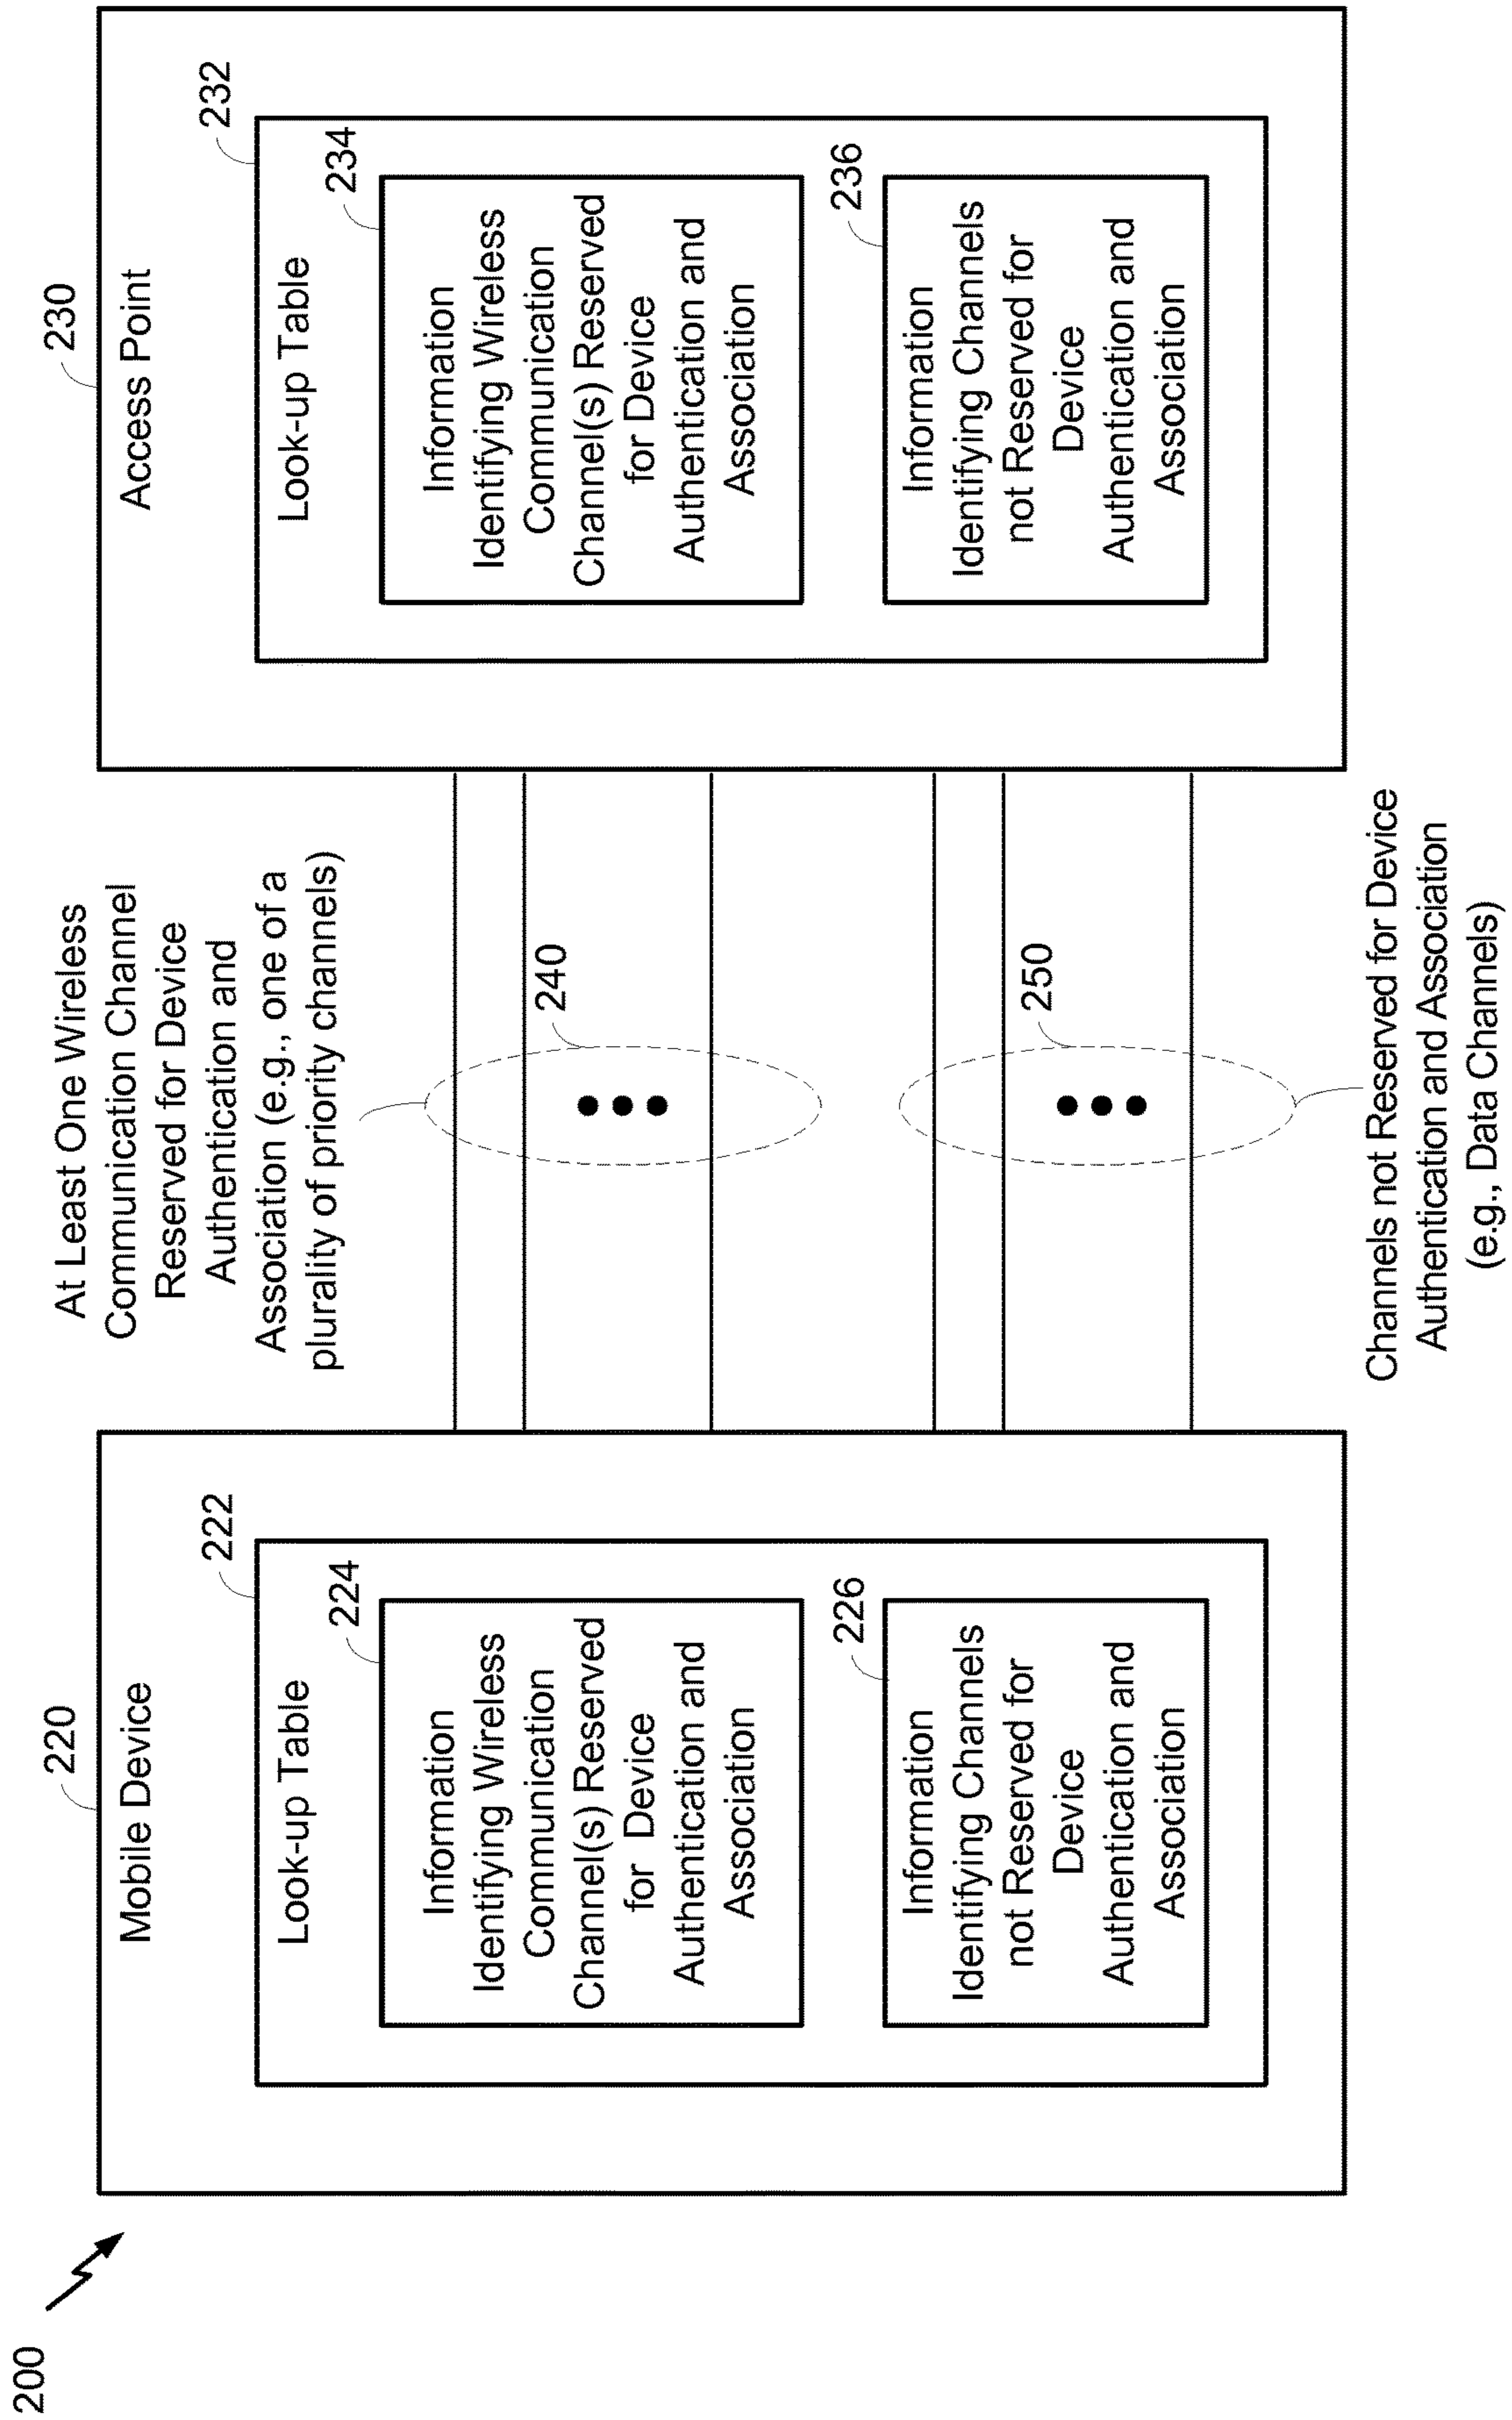 200
220
Mobile Device
222
Look-up Table
224
Information
Identifying Wireless
Communication
Channel(s) Reserved
for Device
Authentication and
Association
226
Information
Identifying Channels
not Reserved for
Device
Authentication and
Association
At Least One Wireless
Communication Channel
Reserved for Device
Authentication and
Association (e.g., one of a
plurality of priority channels)
240
250
Channels not Reserved for Device
Authentication and Association
(e.g., Data Channels)
230
Access Point
232
Look-up Table
234
Information
Identifying Wireless
Communication
Channel(s) Reserved
for Device
Authentication and
Association
236
Information
Identifying Channels
not Reserved for
Device
Authentication and
Association